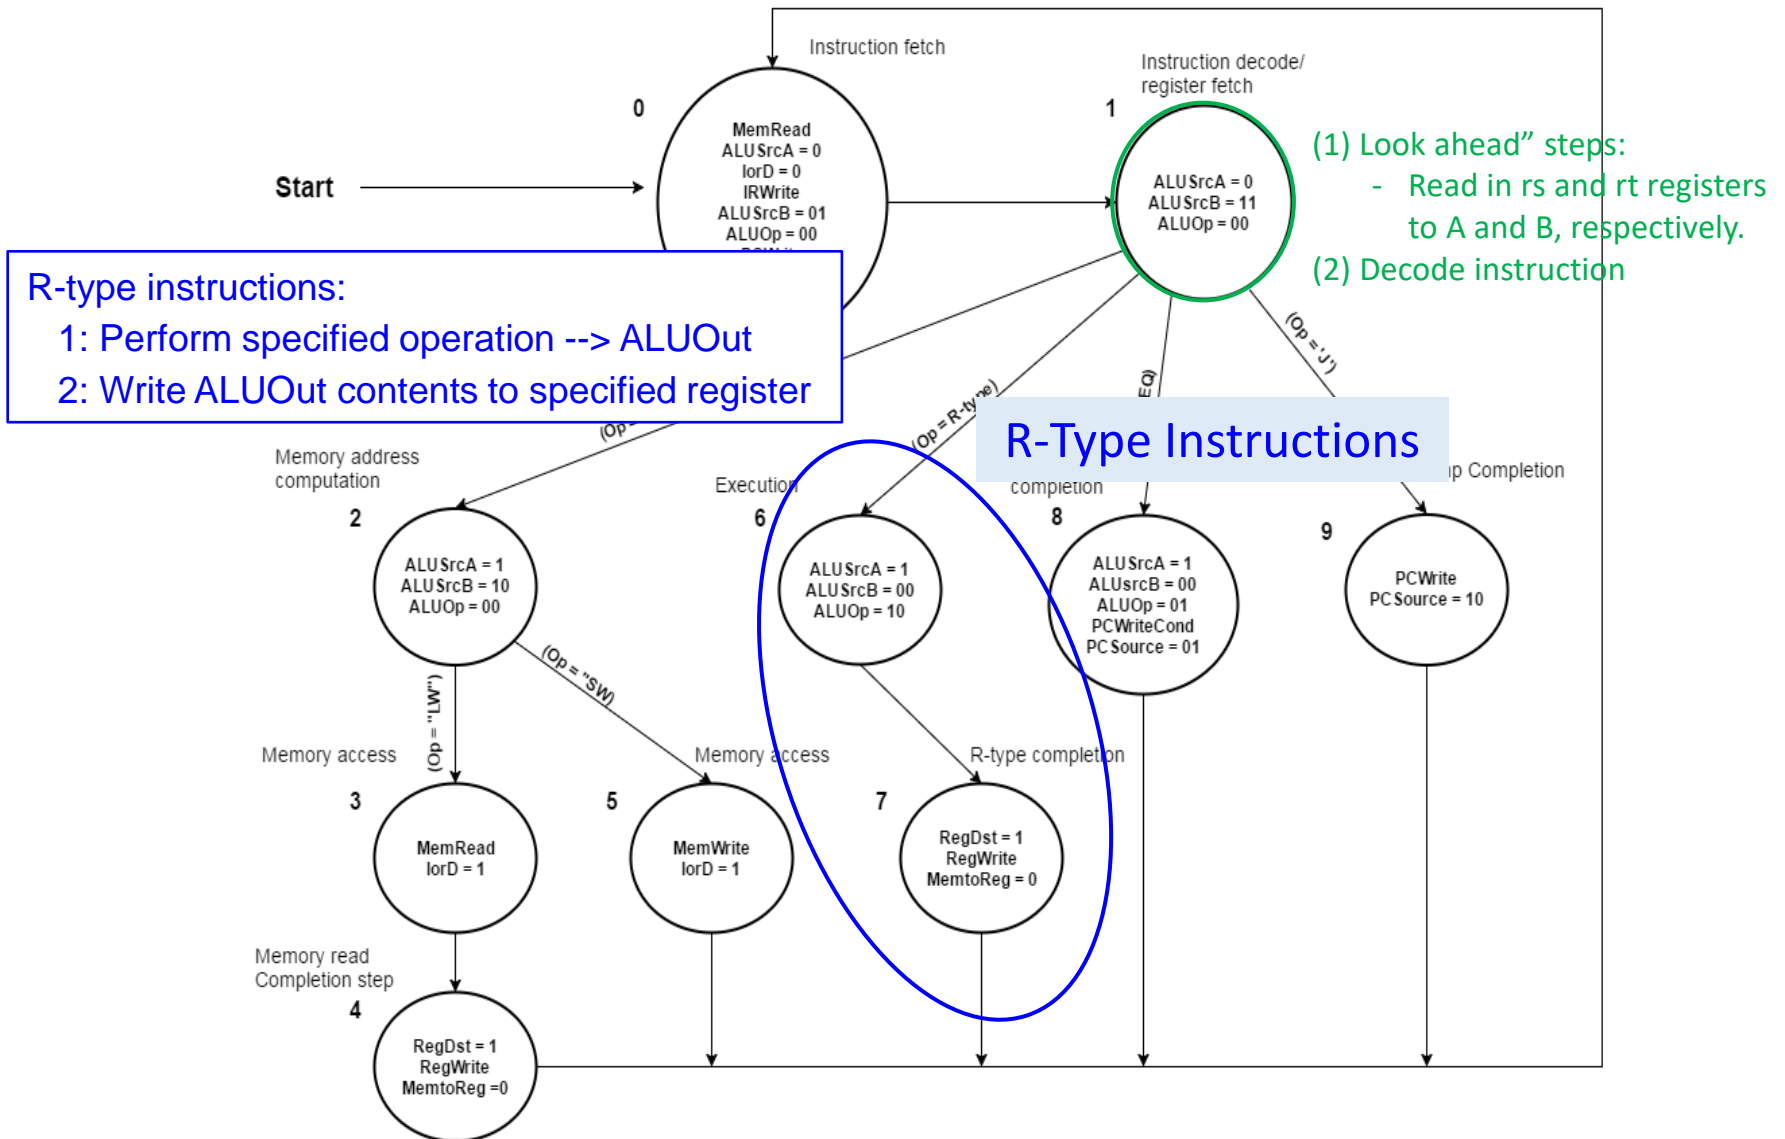 Instruction fetch
0
MemRead
ALUSrcA = 0
IorD = 0
IRWrite
ALUSrcB = 01
ALUOp = 00
Start
Instruction decode/
register fetch
1
ALUSrcA = 0
ALUSrcB = 11
ALUOp = 00
(1) Look ahead” steps:
- Read in rs and rt registers
to A and B, respectively.
(2) Decode instruction
R-type instructions:
1: Perform specified operation --> ALUOut
2: Write ALUOut contents to specified register
(Op
(Op = R-type)
EQ)
(Op ='J')
R-Type Instructions
Memory address
computation
2
ALUSrcA = 1
ALUSrcB = 10
ALUOp = 00
Execution
6
ALUSrcA = 1
ALUSrcB = 00
ALUOp = 10
completion
8
ALUSrcA = 1
ALUsrcB = 00
ALUOp = 01
PCWriteCond
PCSource = 01
Completion
9
PCWrite
PCSource = 10
(Op = "LW")
(Op = "SW)
Memory access
3
MemRead
IorD = 1
Memory access
5
MemWrite
IorD = 1
R-type completion
7
RegDst = 1
RegWrite
MemtoReg = 0
Memory read
Completion step
4
RegDst = 1
RegWrite
MemtoReg =0